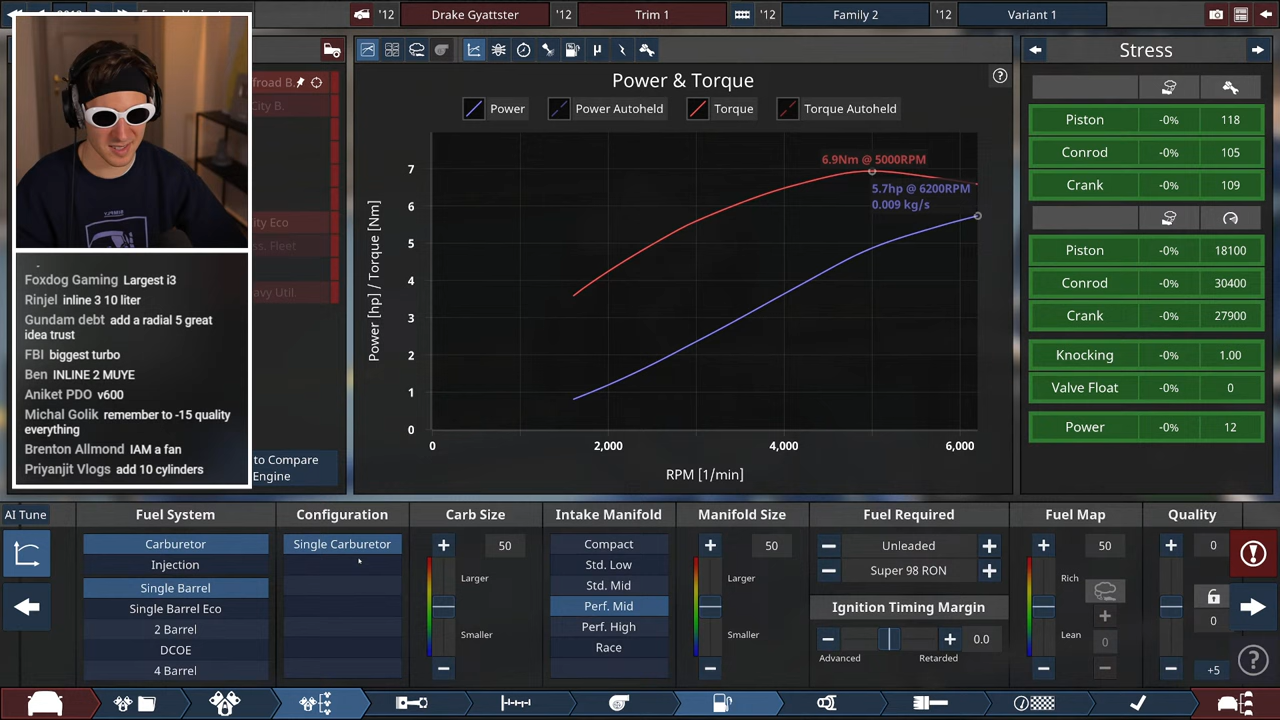 '12
Drake Gyattster
'12
Trim 1
'12
Family 2
'12
Variant 1
froad B.
City B.
ity Eco
ss. Fleet
avy Util.
to Compare
Engine
Foxdog Gaming Largest i3
Rinjel inline 3 10 liter
Gundam debt add a radial 5 great
idea trust
FBI biggest turbo
Ben INLINE 2 MUYE
Aniket PDO v600
Michal Golik remember to -15 quality
everything
Brenton Allmond IAM a fan
Priyanjit Vlogs add 10 cylinders
Power & Torque
?
Power
Power Autoheld
Torque
Torque Autoheld
6.9Nm @ 5000RPM
5.7hp @ 6200RPM
0.009 kg/s
Power [hp] / Torque [Nm]
7
6
5
4
3
2
1
0
0
2,000
4,000
6,000
RPM [1/min]
Stress
Piston -0% 118
Conrod -0% 105
Crank -0% 109
Piston -0% 18100
Conrod -0% 30400
Crank -0% 27900
Knocking -0% 1.00
Valve Float -0% 0
Power -0% 12
AI Tune
Fuel System
Carburetor
Injection
Single Barrel
Single Barrel Eco
2 Barrel
DCOE
4 Barrel
Configuration
Single Carburetor
Carb Size
50
Larger
Smaller
Intake Manifold
Compact
Std. Low
Std. Mid
Perf. Mid
Perf. High
Race
Manifold Size
50
Larger
Smaller
Fuel Required
Unleaded
Super 98 RON
Ignition Timing Margin
0.0
Advanced
Retarded
Fuel Map
50
Rich
Lean
0
Quality
0
0
+5
?